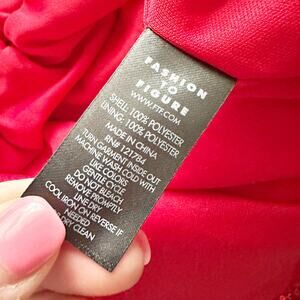 FASHION
TO
FIGURE
WWW.FTF.COM
SHELL: 100% POLYESTER
LINING: 100% POLYESTER
MADE IN CHINA
RN# 121784
TURN GARMENT INSIDE OUT
MACHINE WASH COLD WITH
LIKE COLORS
GENTLE CYCLE
DO NOT BLEACH
REMOVE PROMPTLY
LINE DRY
COOL IRON ON REVERSE IF
NEEDED
DRY CLEAN